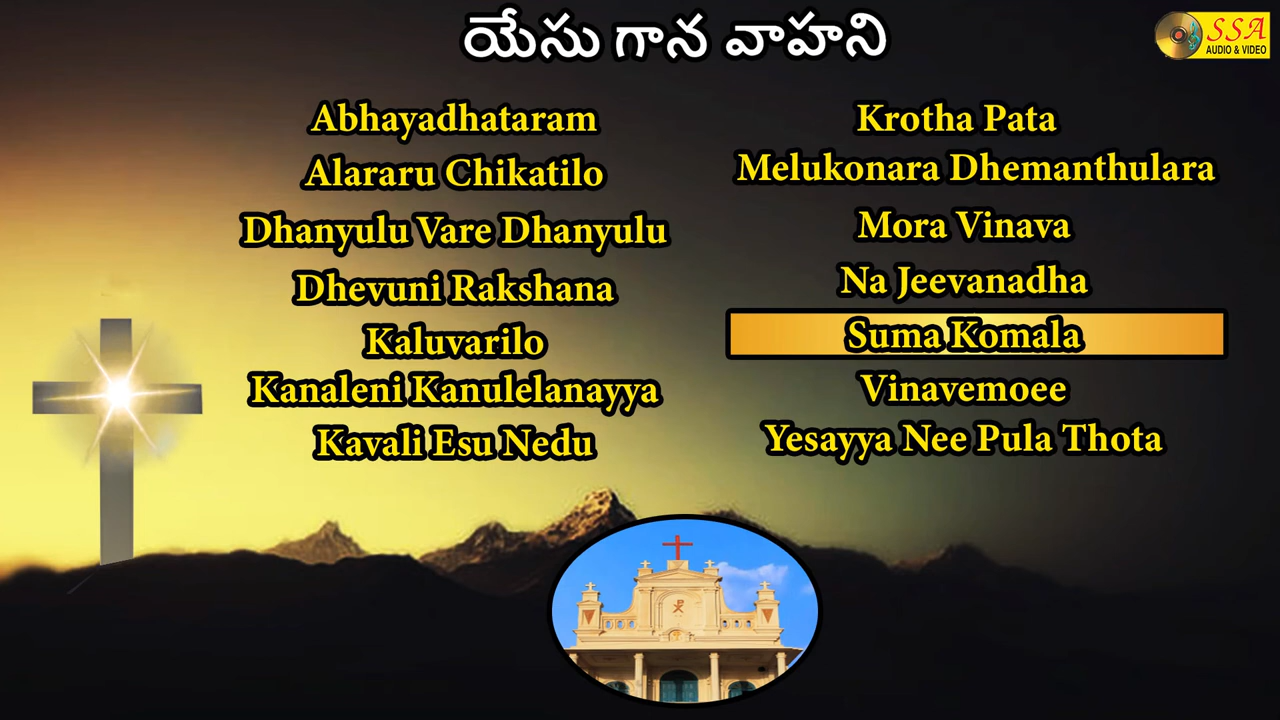 యేసు గాన వాహని
SSA
AUDIO & VIDEO
Abhayadhataram
Alararu Chikatilo
Dhanyulu Vare Dhanyulu
Dhevuni Rakshana
Kaluvarilo
Kanaleni Kanulelanayya
Kavali Esu Nedu
Krotha Pata
Melukonara Dhemanthulara
Mora Vinava
Na Jeevanadha
Suma Komala
Vinavemoee
Yesayya Nee Pula Thota